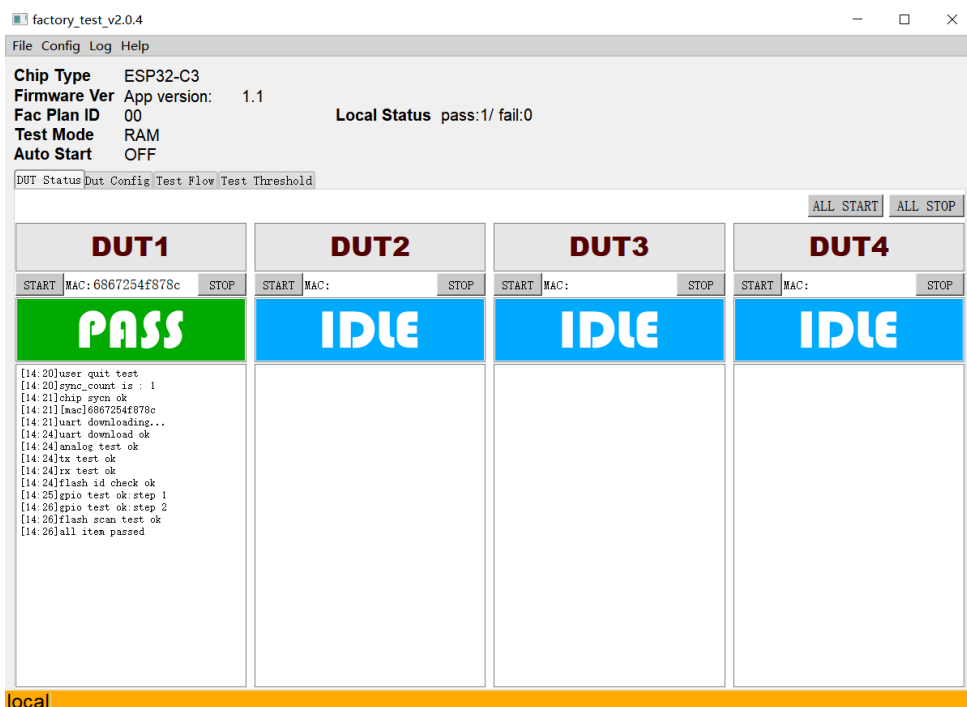 factory_test_v2.0.4
File Config Log Help
Chip Type ESP32-C3
Firmware Ver App version: 1.1
Fac Plan ID 00 Local Status pass:1/ fail:0
Test Mode RAM
Auto Start OFF
DUT Status Dut Config Test Flow Test Threshold
ALL START ALL STOP
DUT1 DUT2 DUT3 DUT4
START MAC:6867254f878c STOP START MAC: STOP START MAC: STOP START MAC: STOP
PASS IDLE IDLE IDLE
[14:20]user quit test
[14:20]sync_count is : 1
[14:21]chip sycn ok
[14:21][mac]6867254f878c
[14:21]uart downloading...
[14:24]uart download ok
[14:24]analog test ok
[14:24]tx test ok
[14:24]rx test ok
[14:24]flash id check ok
[14:25]gpio test ok:step 1
[14:26]gpio test ok:step 2
[14:26]flash scan test ok
[14:26]all item passed
local